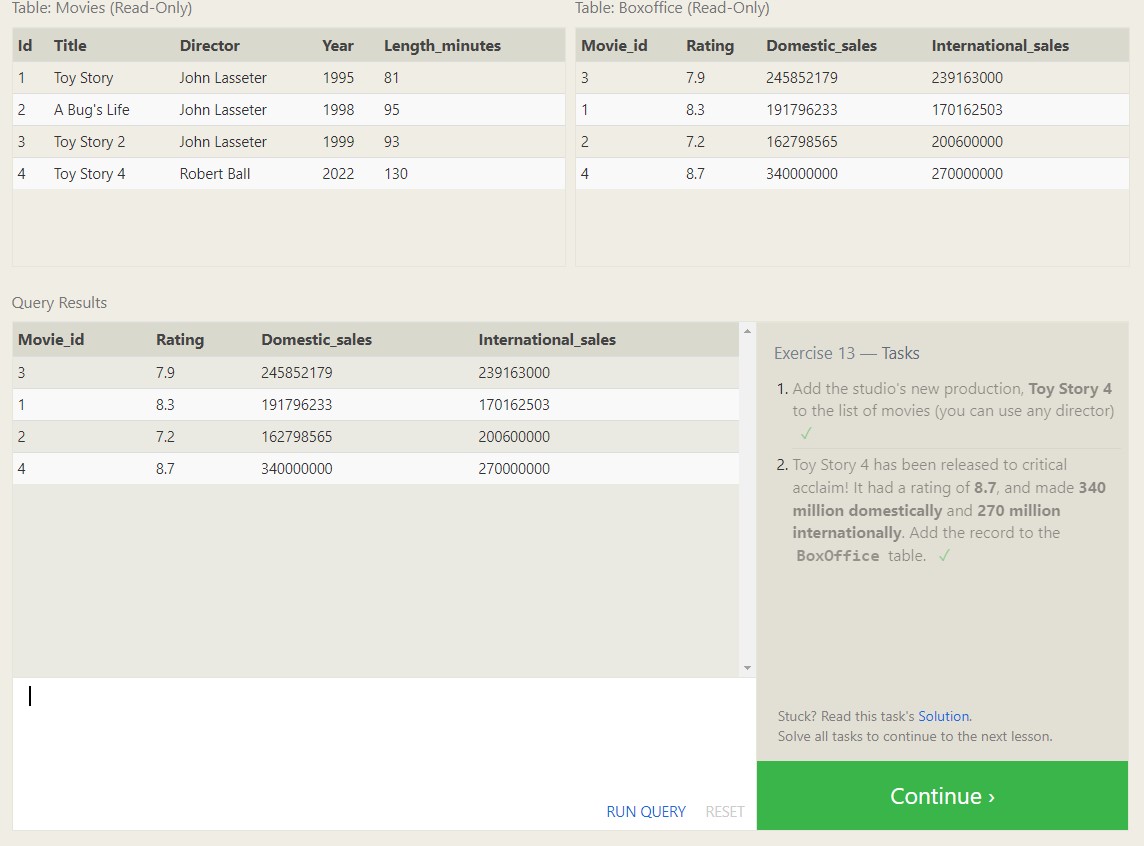 Table: Movies (Read-Only)
Id Title Director Year Length_minutes
1 Toy Story John Lasseter 1995 81
2 A Bug's Life John Lasseter 1998 95
3 Toy Story 2 John Lasseter 1999 93
4 Toy Story 4 Robert Ball 2022 130
Table: Boxoffice (Read-Only)
Movie_id Rating Domestic_sales International_sales
3 7.9 245852179 239163000
1 8.3 191796233 170162503
2 7.2 162798565 200600000
4 8.7 340000000 270000000
Query Results
Movie_id Rating Domestic_sales International_sales
3 7.9 245852179 239163000
1 8.3 191796233 170162503
2 7.2 162798565 200600000
4 8.7 340000000 270000000
RUN QUERY RESET
Exercise 13 — Tasks
1. Add the studio's new production, Toy Story 4
to the list of movies (you can use any director)
✓
2. Toy Story 4 has been released to critical
acclaim! It had a rating of 8.7, and made 340
million domestically and 270 million
internationally. Add the record to the
BoxOffice table. ✓
Stuck? Read this task's Solution.
Solve all tasks to continue to the next lesson.
Continue ›